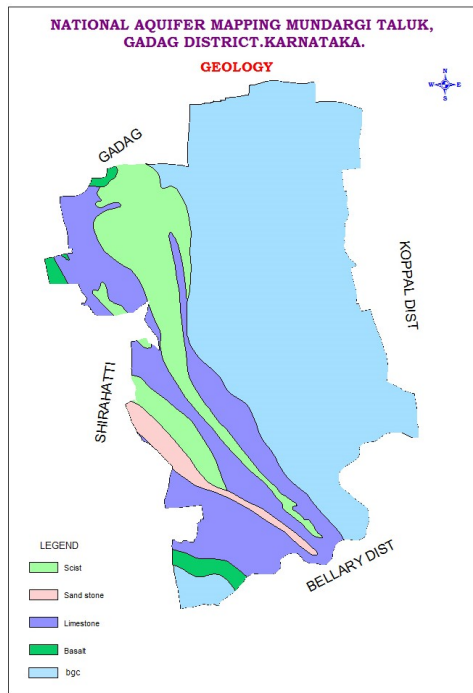 NATIONAL AQUIFER MAPPING MUNDARGI TALUK,
GADAG DISTRICT.KARNATAKA.
GEOLOGY
N
W E
S
GADAG
KOPPAL DIST
SHIRAHATTI
BELLARY DIST
LEGEND
Scist
Sand stone
Limestone
Basalt
bgc